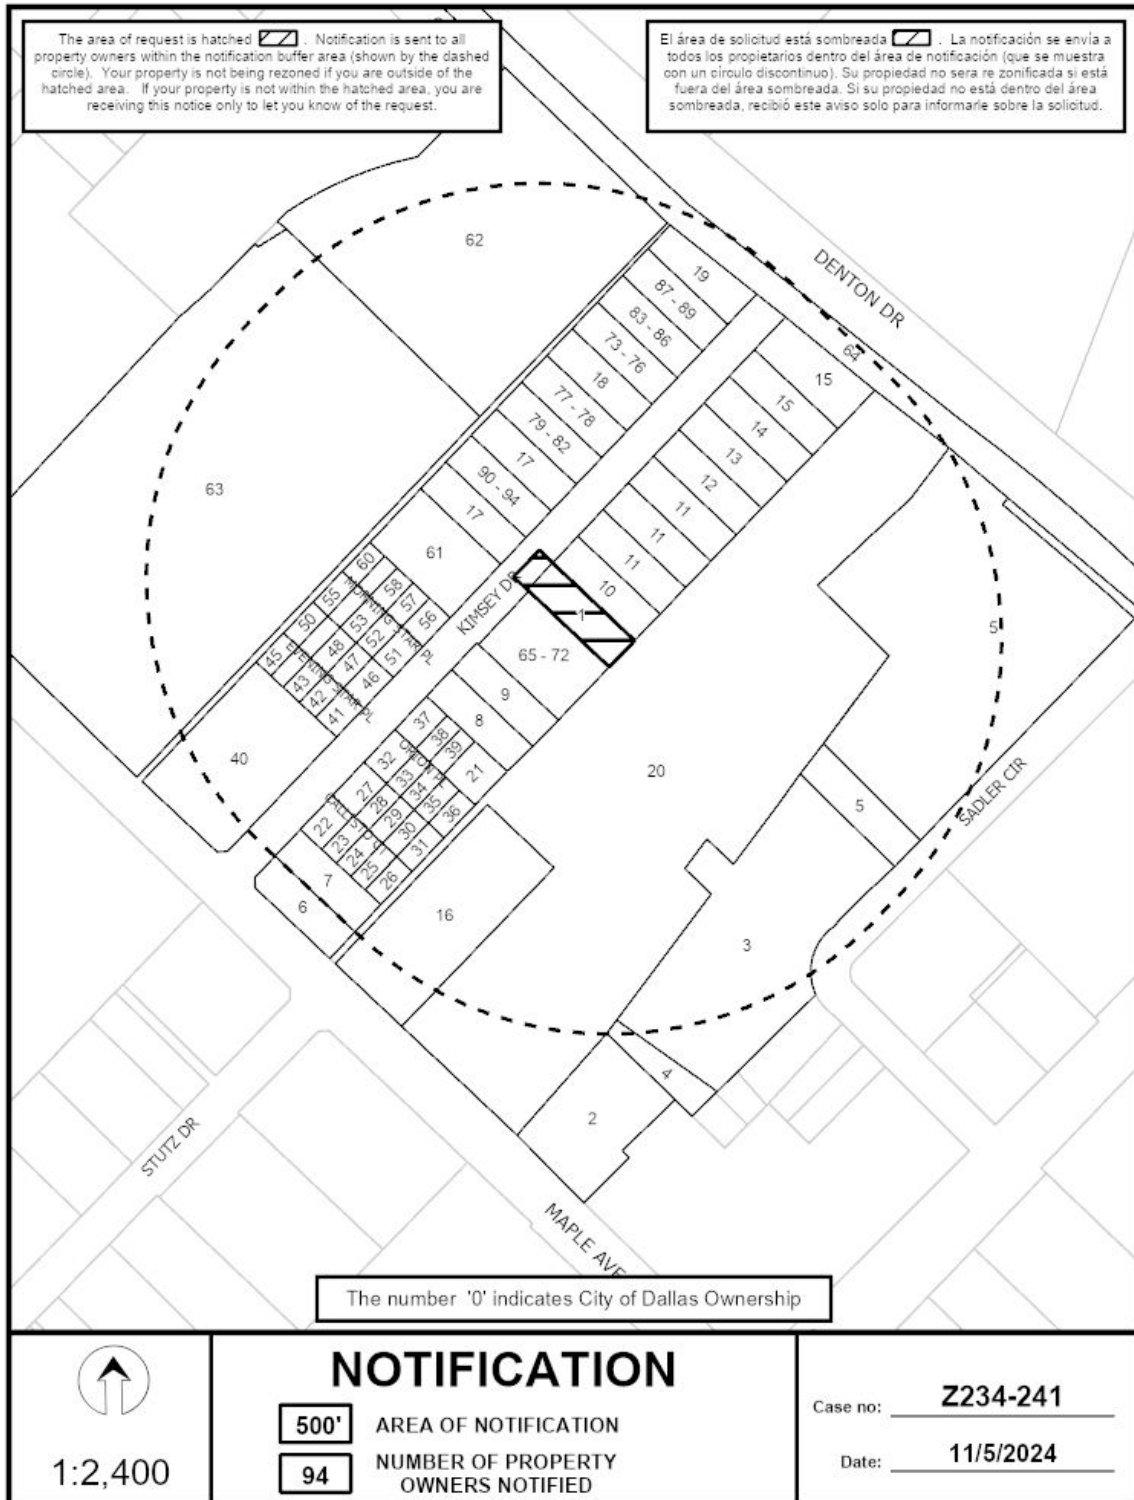 The area of request is hatched . Notification is sent to all
property owners within the notification buffer area (shown by the dashed
circle). Your property is not being rezoned if you are outside of the
hatched area. If your property is not within the hatched area, you are
receiving this notice only to let you know of the request.
El área de solicitud está sombreada . La notificación se envía a
todos los propietarios dentro del área de notificación (que se muestra
con un círculo discontinuo). Su propiedad no sera re zonificada si está
fuera del área sombreada. Si su propiedad no está dentro del área
sombreada, recibió este aviso solo para informarle sobre la solicitud.
62
DENTON DR
19
87 - 89
83 - 86
73 - 76
18
77 - 78
79 - 82
17
90 - 94
17
61
64
15
15
14
13
12
11
11
11
10
1
63
KIMSEY DR
60
58
57
56
MORNING STAR PL
55
53
52
51
50
48
47
46
EVENING STAR PL
45
43
42
41
40
65 - 72
9
8
37
38
39
21
ORION PL
32
33
34
35
36
27
28
29
30
31
CALLISTO CT
22
23
24
25
26
7
6
16
20
5
5
SADLER CIR
3
4
2
STUTZ DR
MAPLE AVE
The number '0' indicates City of Dallas Ownership
1:2,400
NOTIFICATION
500' AREA OF NOTIFICATION
94 NUMBER OF PROPERTY
OWNERS NOTIFIED
Case no: Z234-241
Date: 11/5/2024